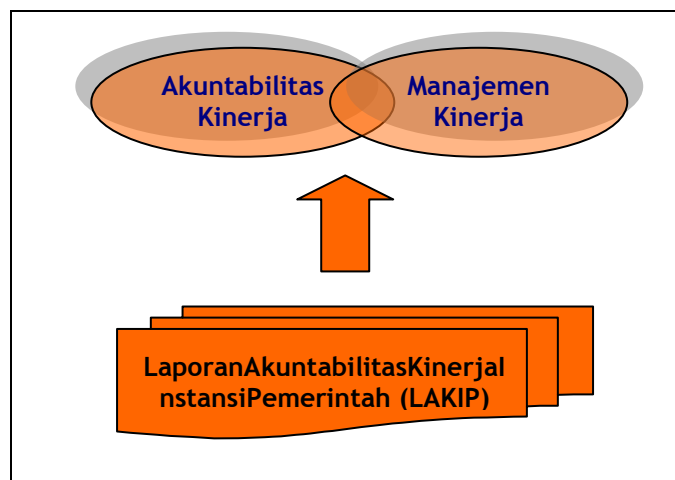 Akuntabilitas
Kinerja
Manajemen
Kinerja
LaporanAkuntabilitasKinerjaI
nstansiPemerintah (LAKIP)